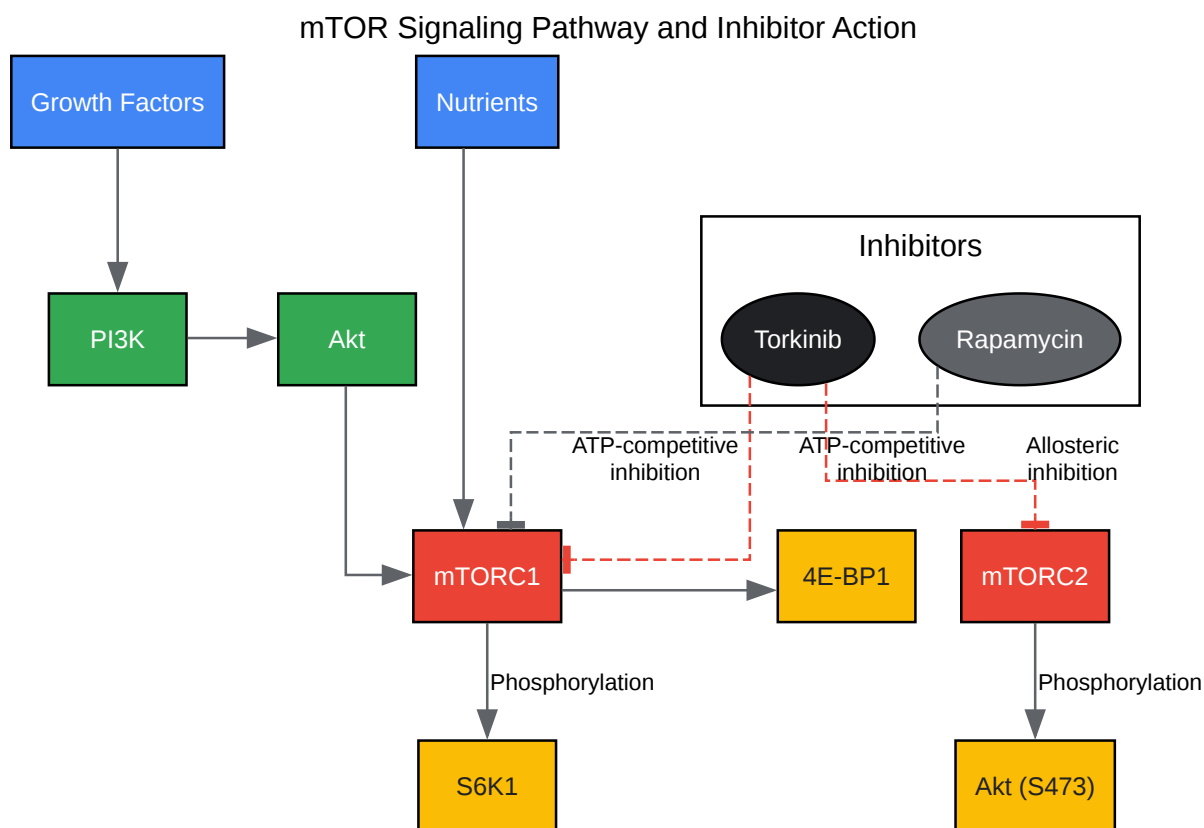 mTOR Signaling Pathway and Inhibitor Action
Growth Factors
Nutrients
Inhibitors
PI3K
Akt
Torkinib
Rapamycin
ATP-competitive
inhibition
ATP-competitive
inhibition
Allosteric
inhibition
mTORC1
4E-BP1
mTORC2
Phosphorylation
Phosphorylation
S6K1
Akt (S473)